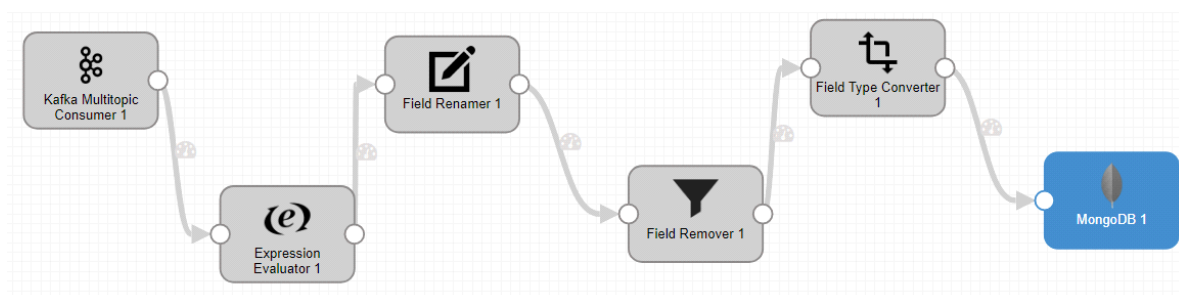 Kafka Multitopic
Consumer 1
Expression
Evaluator 1
Field Renamer 1
Field Remover 1
Field Type Converter
1
MongoDB 1